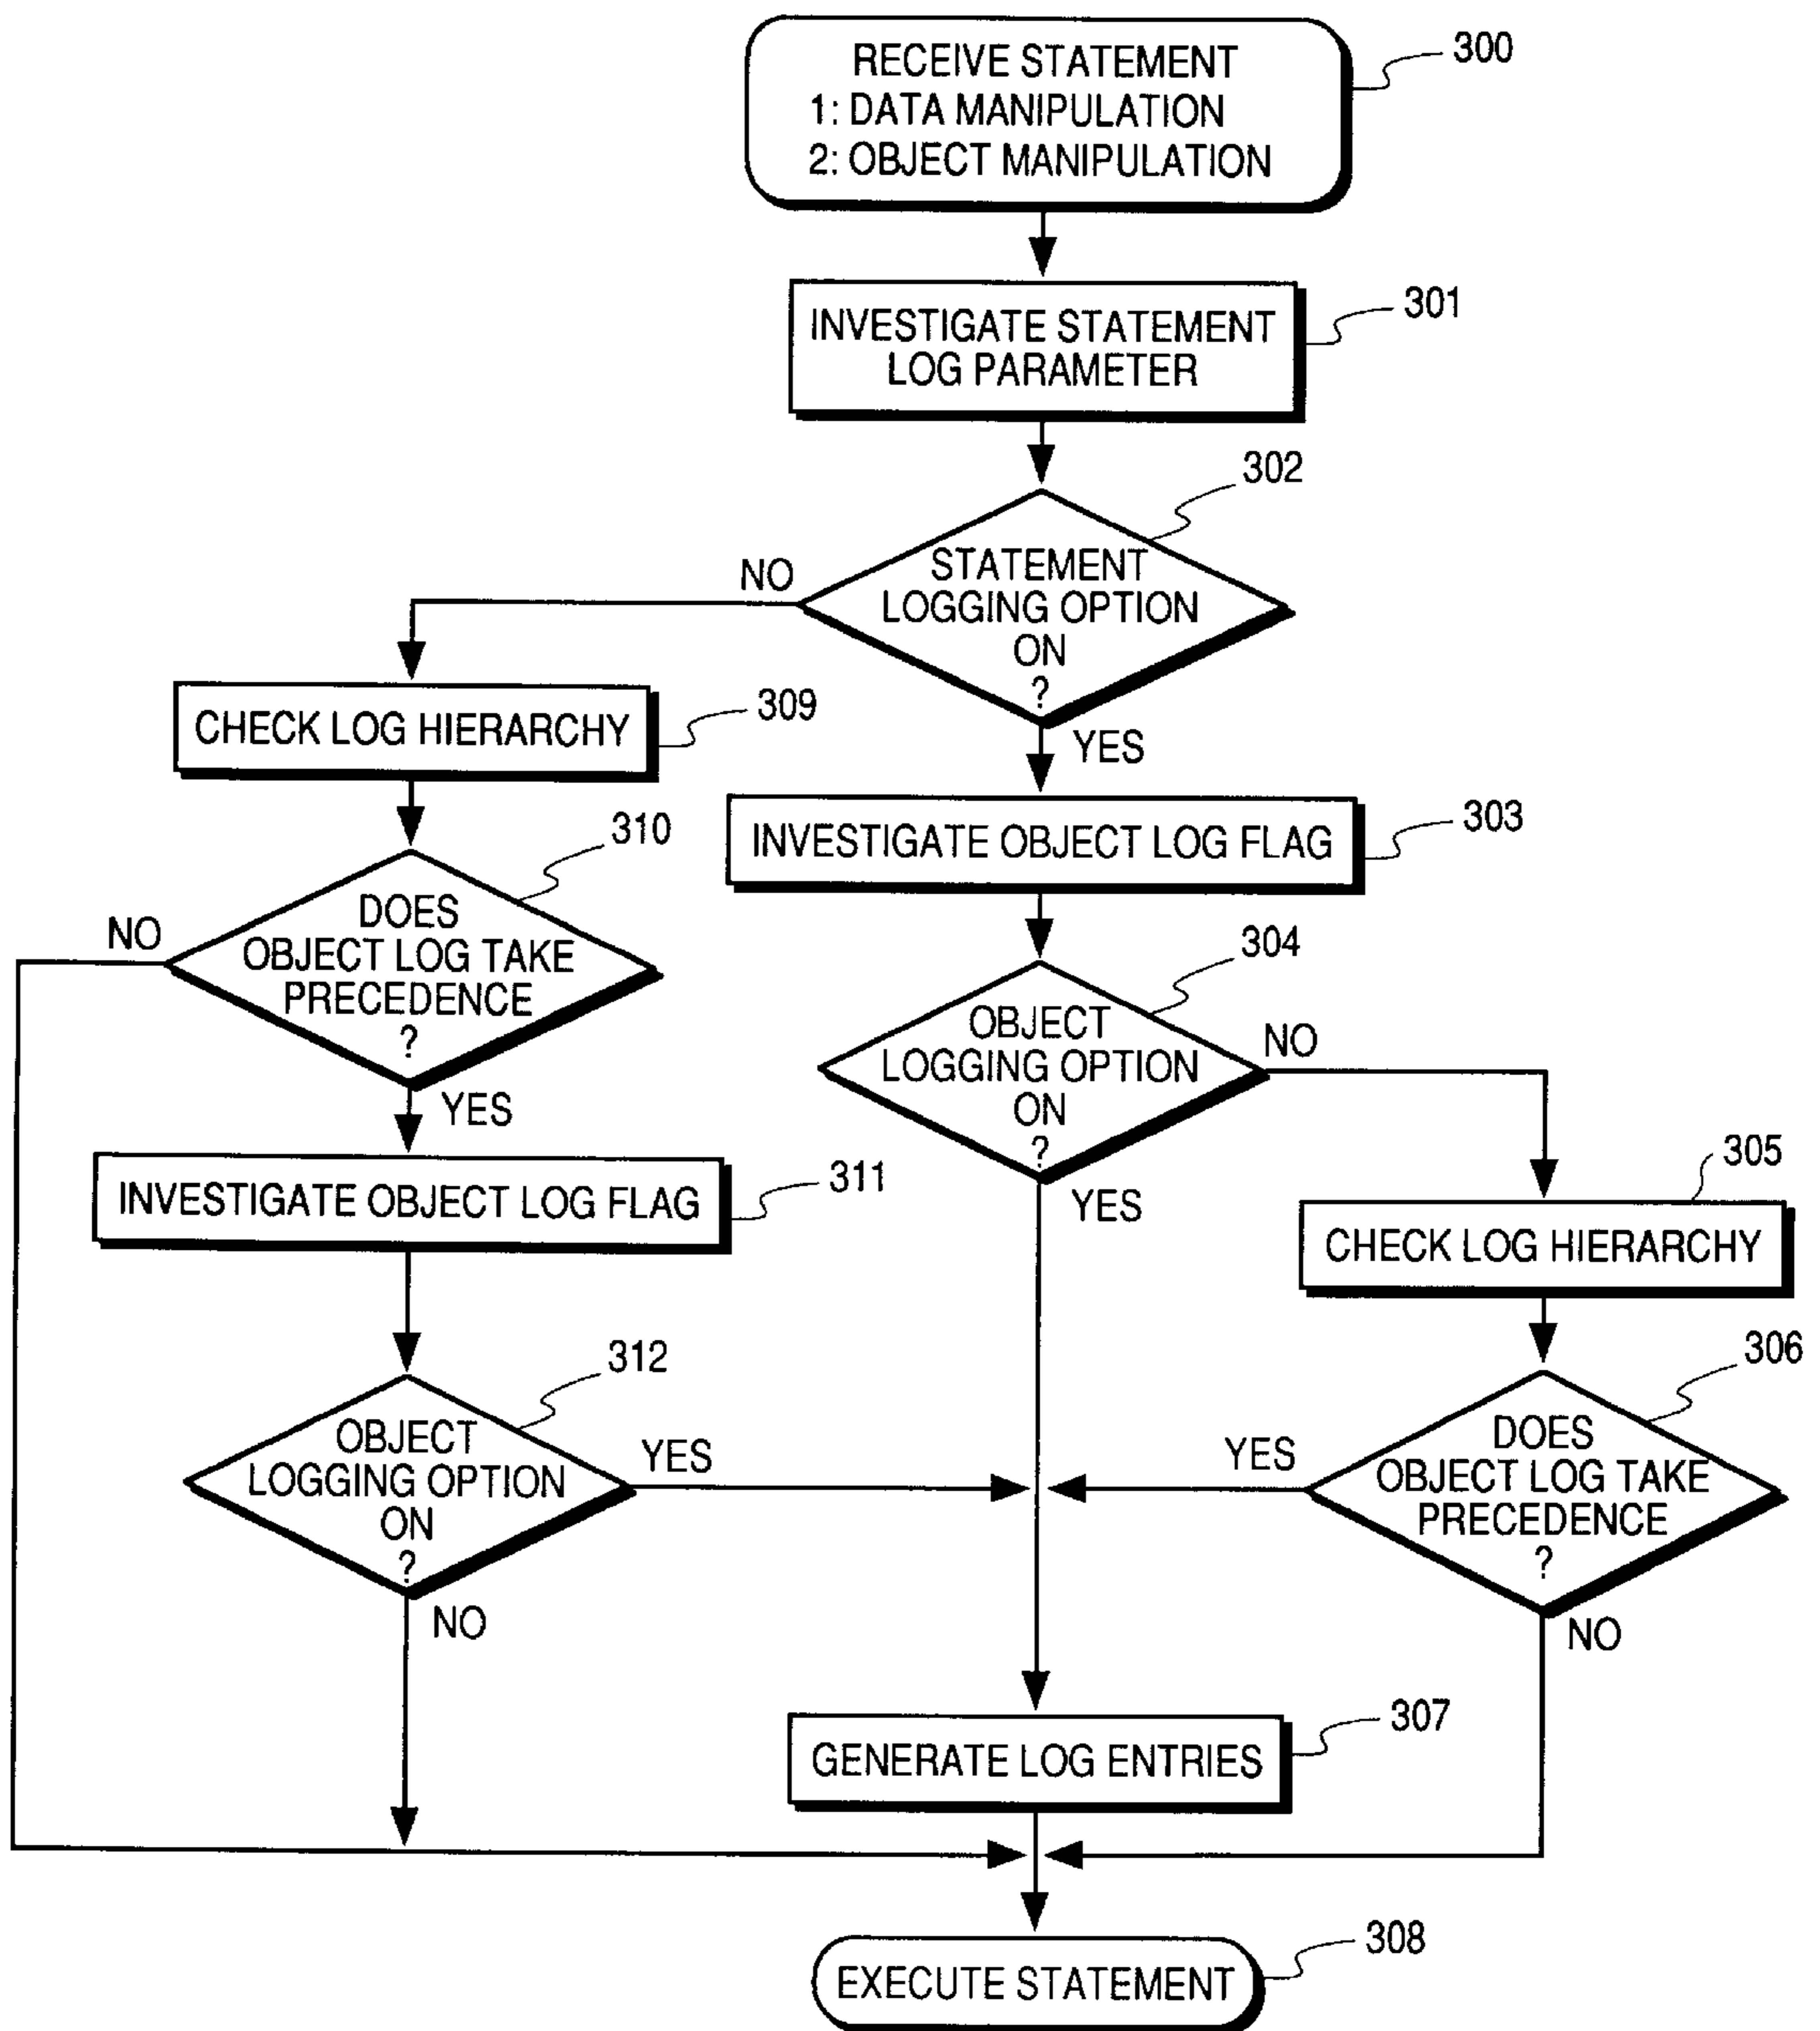 RECEIVE STATEMENT
1: DATA MANIPULATION
2: OBJECT MANIPULATION
300
INVESTIGATE STATEMENT
LOG PARAMETER
301
302
STATEMENT
LOGGING OPTION
ON
?
NO
YES
CHECK LOG HIERARCHY
309
INVESTIGATE OBJECT LOG FLAG
303
310
DOES
OBJECT LOG TAKE
PRECEDENCE
?
NO
YES
304
OBJECT
LOGGING OPTION
ON
?
NO
YES
INVESTIGATE OBJECT LOG FLAG
311
305
CHECK LOG HIERARCHY
312
OBJECT
LOGGING OPTION
ON
?
YES
NO
306
DOES
OBJECT LOG TAKE
PRECEDENCE
?
YES
NO
GENERATE LOG ENTRIES
307
EXECUTE STATEMENT
308